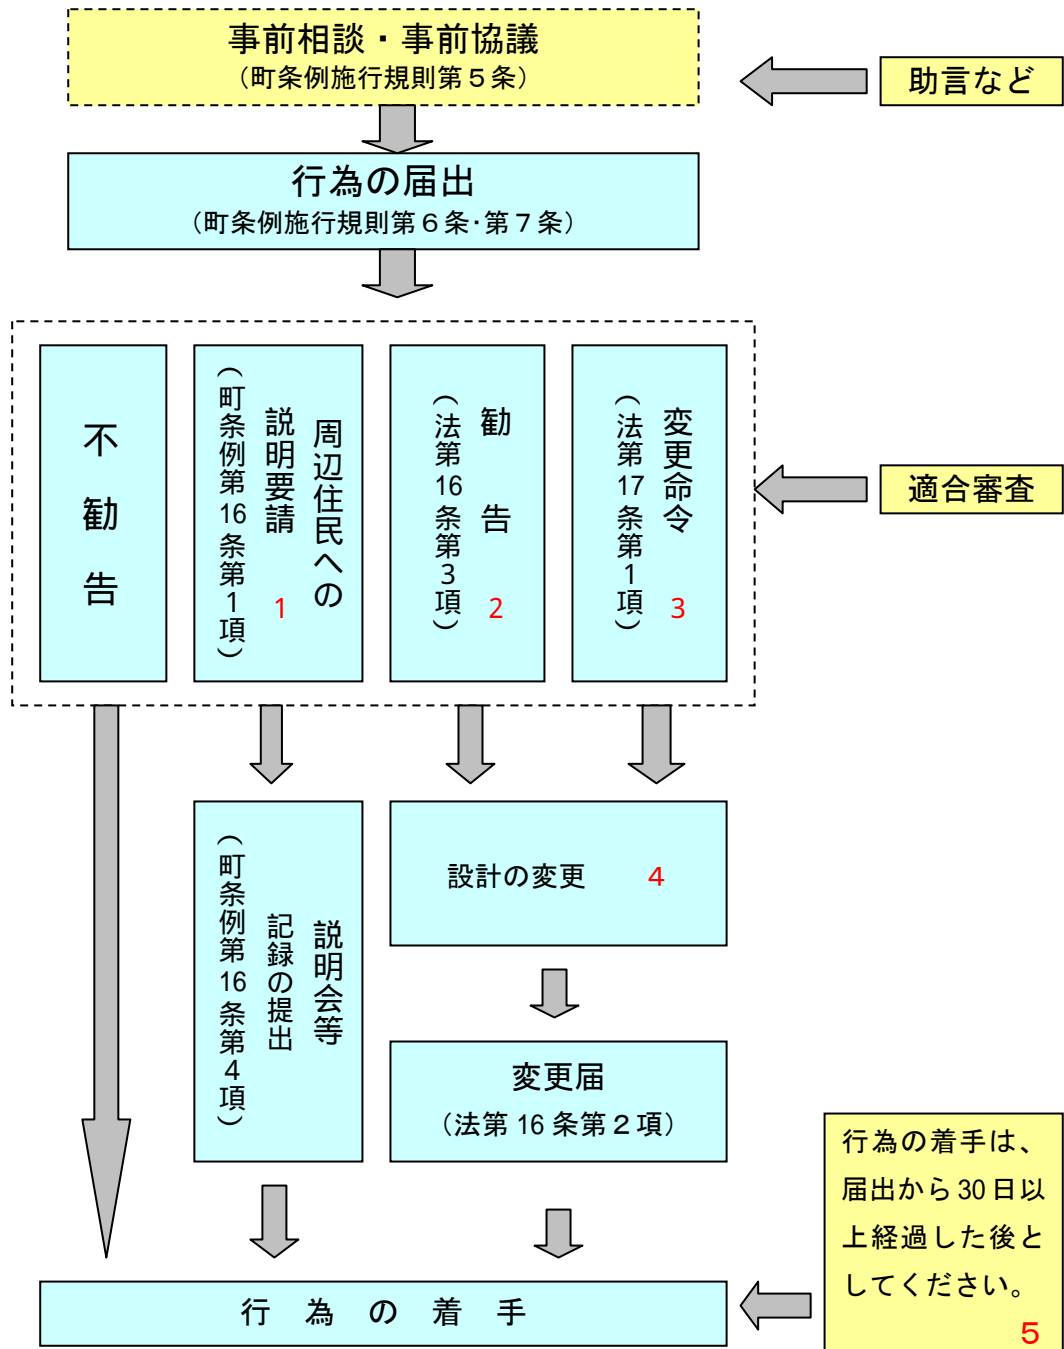 事前相談・事前協議
（町条例施行規則第５条）
助言など
行為の届出
（町条例施行規則第６条･第７条）
不勧告
周辺住民への
説明要請 1
（町条例第16条第1項）
勧告 2
（法第16条第3項）
変更命令 3
（法第17条第1項）
適合審査
説明会等
記録の提出
（町条例第16条第4項）
設計の変更 4
変更届
（法第16条第２項）
行為の着手は、
届出から30日以
上経過した後と
してください。
5
行為の着手